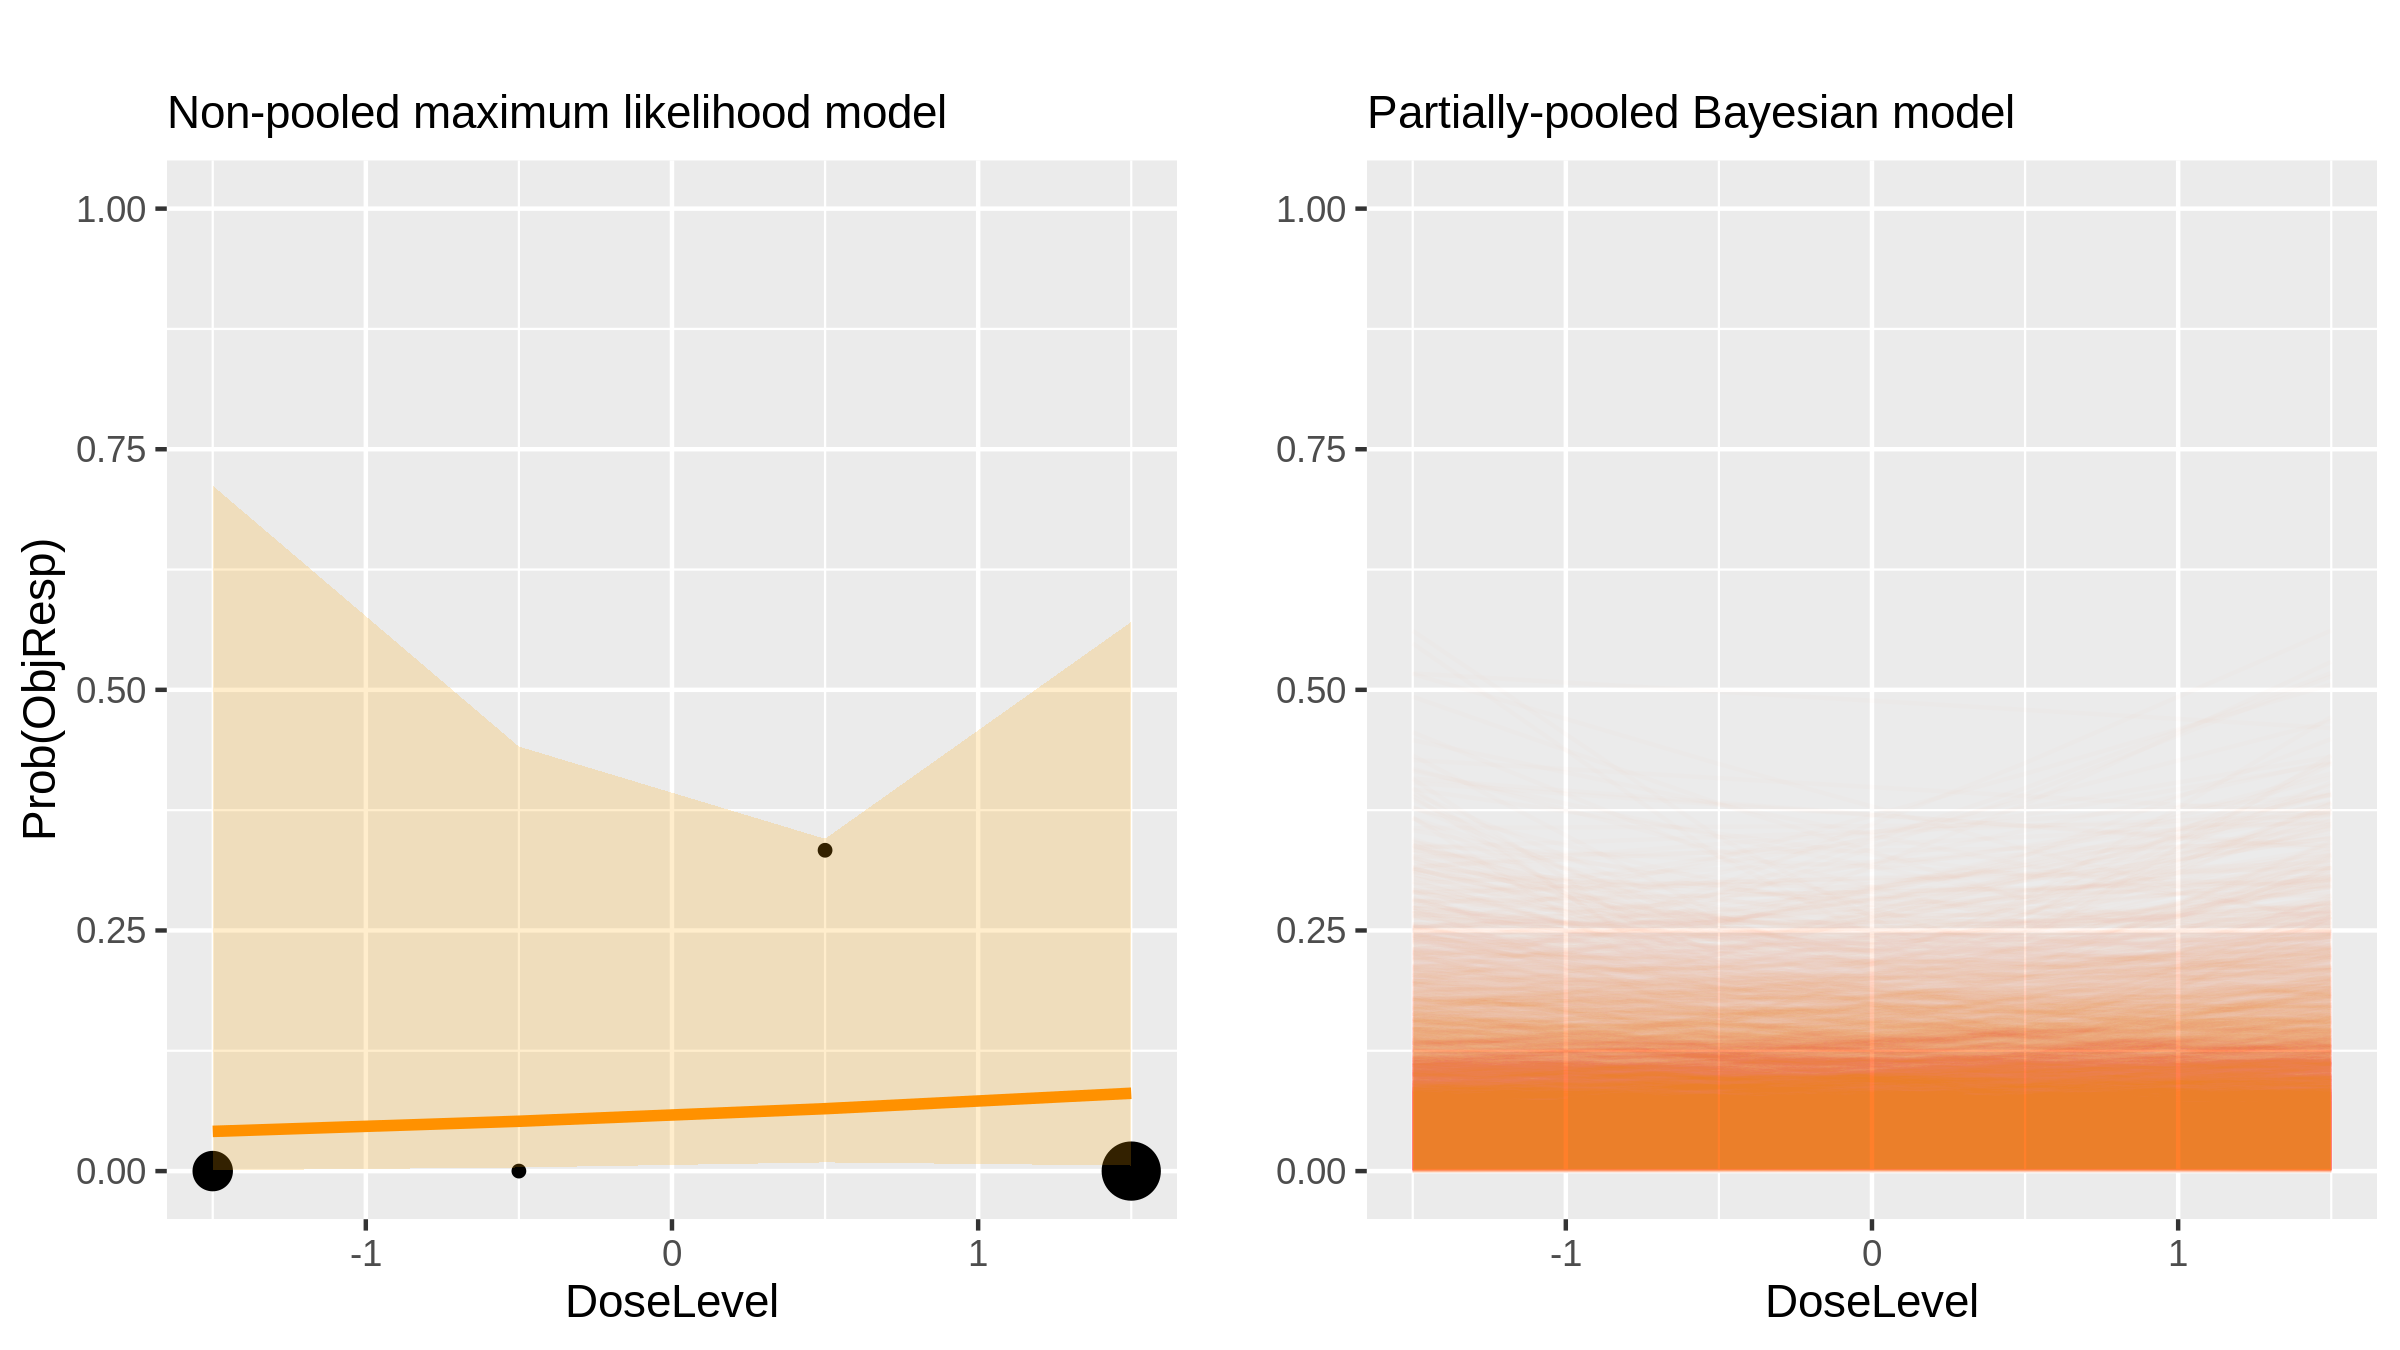 Non-pooled maximum likelihood model
Prob(ObjResp)
1.00
0.75
0.50
0.25
0.00
-1 0 1
DoseLevel
Partially-pooled Bayesian model
1.00
0.75
0.50
0.25
0.00
-1 0 1
DoseLevel